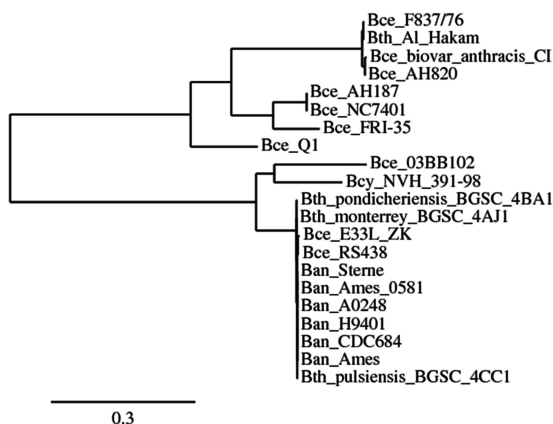 Bce_F837/76
Bth_Al_Hakam
Bce_biovar_anthracis_CI
Bce_AH820
Bce_AH187
Bce_NC7401
Bce_FRI-35
Bce_Q1
Bce_03BB102
Bcy_NVH_391-98
Bth_pondicheriensis_BGSC_4BA1
Bth_monterrey_BGSC_4AJ1
Bce_E33L_ZK
Bce_RS438
Ban_Sterne
Ban_Ames_0581
Ban_A0248
Ban_H9401
Ban_CDC684
Ban_Ames
Bth_pulsiensis_BGSC_4CC1
0.3